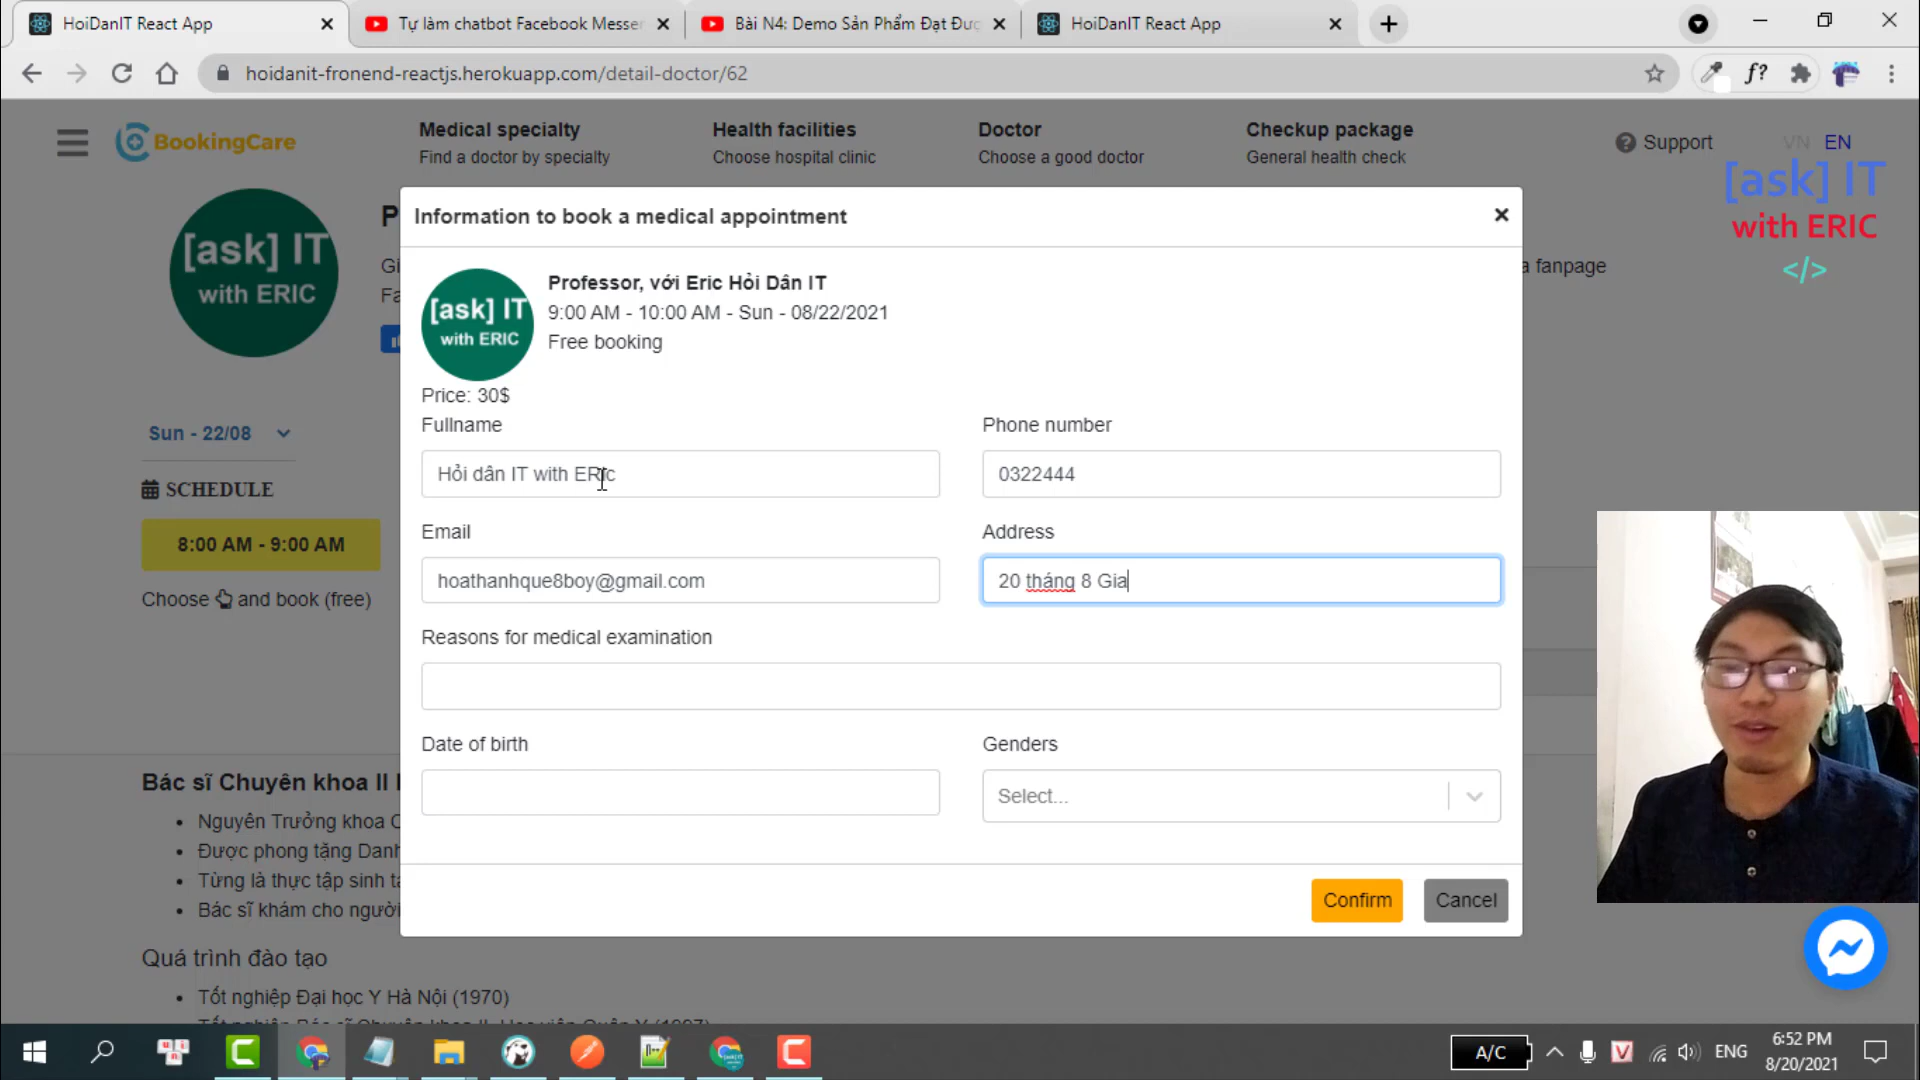 HoiDanIT React App
Tự làm chatbot Facebook Messen
Bài N4: Demo Sản Phẩm Đạt Đượ
HoiDanIT React App
hoidanit-fronend-reactjs.herokuapp.com/detail-doctor/62
f?
BookingCare
Medical specialty
Find a doctor by specialty
Health facilities
Choose hospital clinic
Doctor
Choose a good doctor
Checkup package
General health check
Support
VN EN
[ask] IT
with ERIC
</>
[ask] IT
with ERIC
P
Gi
a fanpage
Fa
Information to book a medical appointment
[ask] IT
with ERIC
Professor, với Eric Hỏi Dân IT
9:00 AM - 10:00 AM - Sun - 08/22/2021
Free booking
Price: 30$
Fullname
Hỏi dân IT with ERic
Phone number
0322444
Email
hoathanhque8boy@gmail.com
Address
20 tháng 8 Gia
Reasons for medical examination
Date of birth
Genders
Select...
Confirm
Cancel
Sun - 22/08
SCHEDULE
8:00 AM - 9:00 AM
Choose and book (free)
Bác sĩ Chuyên khoa II
Nguyên Trưởng khoa
Được phong tặng Danh
Từng là thực tập sinh
Bác sĩ khám cho người
Quá trình đào tạo
Tốt nghiệp Đại học Y Hà Nội (1970)
A/C
ENG
6:52 PM
8/20/2021